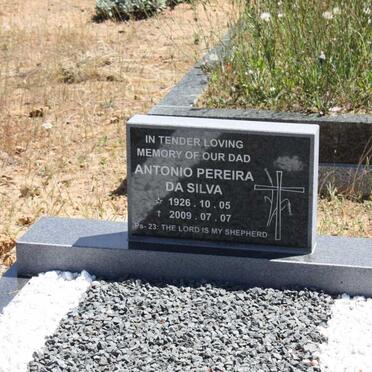 IN TENDER LOVING
MEMORY OF OUR DAD
ANTONIO PEREIRA
DA SILVA
☆ 1926 . 10 . 05
† 2009 . 07 . 07
Ps- 23: THE LORD IS MY SHEPHERD